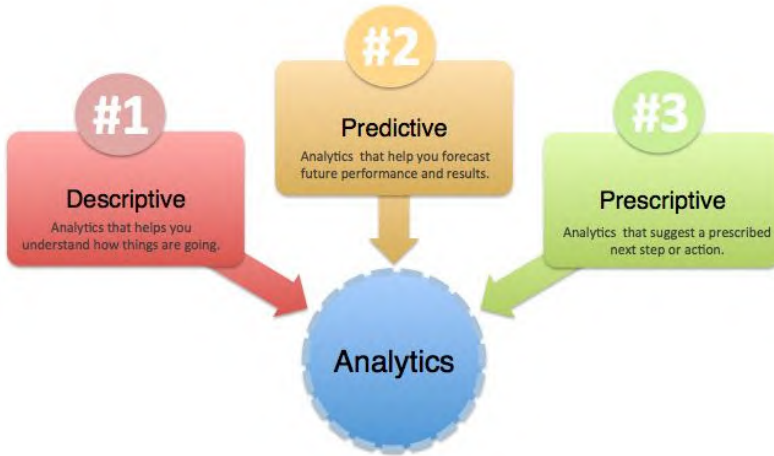 #1
Descriptive
Analytics that helps you
understand how things are going.
#2
Predictive
Analytics that help you forecast
future performance and results.
#3
Prescriptive
Analytics that suggest a prescribed
next step or action.
Analytics